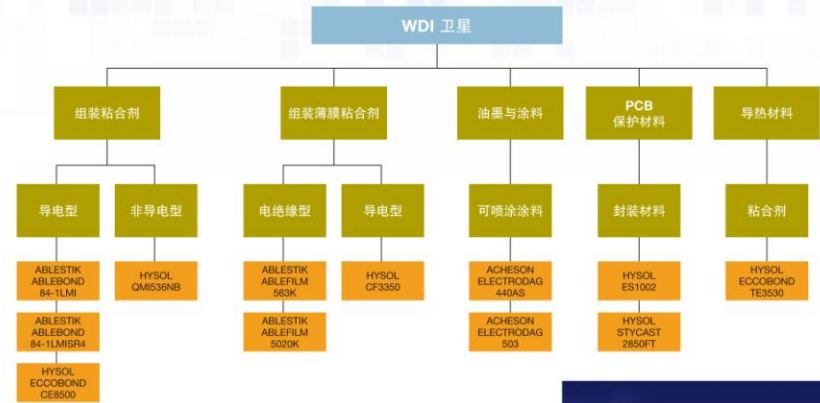 WDI 卫星
组装粘合剂
组装薄膜粘合剂
油墨与涂料
PCB
保护材料
导热材料
导电型
非导电型
电绝缘型
导电型
可喷涂涂料
封装材料
粘合剂
ABLESTIK
ABLEBOND
84-1LMI
HYSOL
QMI536NB
ABLESTIK
ABLEFILM
563K
HYSOL
CF3350
ACHESON
ELECTRODAG
440AS
HYSOL
ES1002
HYSOL
ECCOBOND
TE3530
ABLESTIK
ABLEBOND
84-1LMISR4
ABLESTIK
ABLEFILM
5020K
ACHESON
ELECTRODAG
503
HYSOL
STYCAST
2850FT
HYSOL
ECCOBOND
CE8500